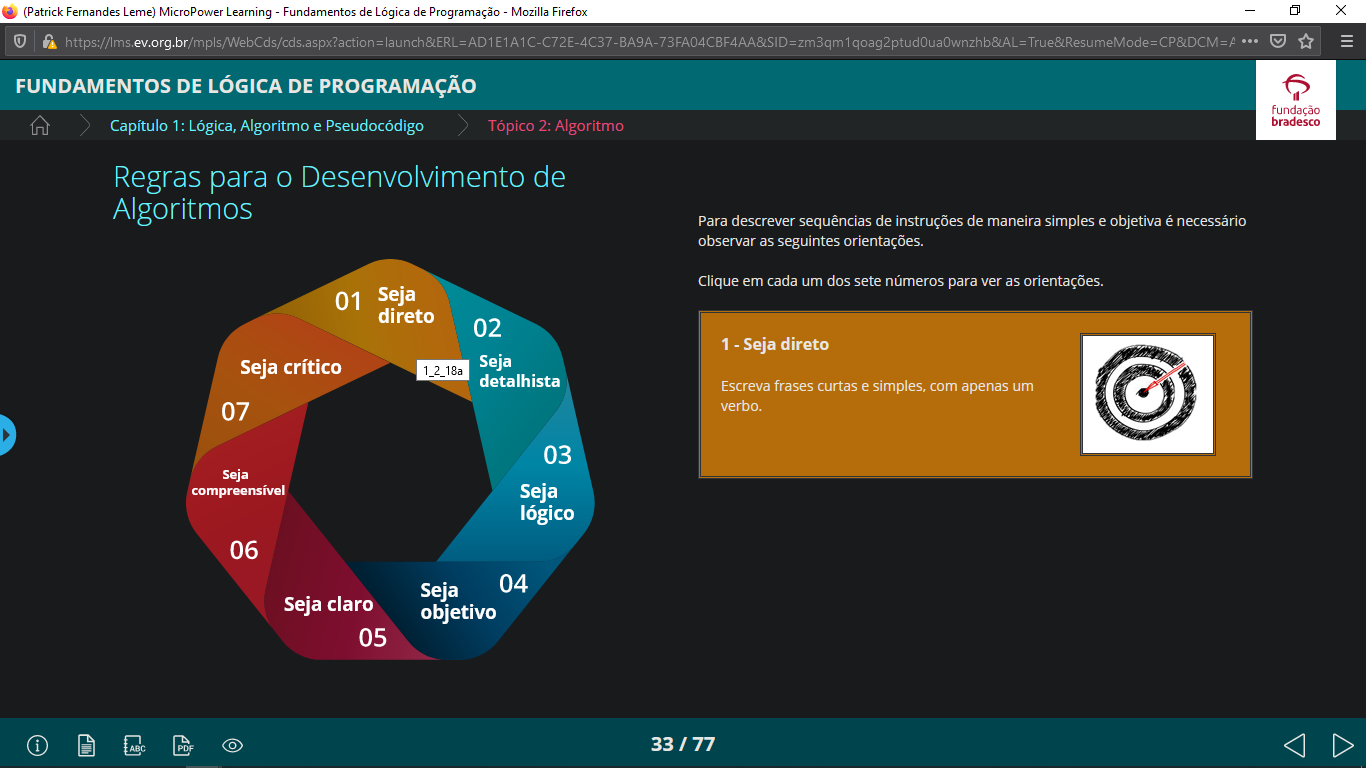 (Patrick Fernandes Leme) MicroPower Learning - Fundamentos de Lógica de Programação - Mozilla Firefox
https://lms.ev.org.br/mpls/WebCds/cds.aspx?action=launch&ERL=AD1E1A1C-C72E-4C37-BA9A-73FA04CBF4AA&SID=zm3qm1qoag2ptud0ua0wnzhb&AL=True&ResumeMode=CP&DCM=A
FUNDAMENTOS DE LÓGICA DE PROGRAMAÇÃO
fundação
bradesco
Capítulo 1: Lógica, Algoritmo e Pseudocódigo
Tópico 2: Algoritmo
Regras para o Desenvolvimento de
Algoritmos
01
Seja
direto
02
Seja
detalhista
1_2_18a
03
Seja
lógico
04
Seja
objetivo
Seja claro
05
Seja
compreensível
06
Seja crítico
07
Para descrever sequências de instruções de maneira simples e objetiva é necessário
observar as seguintes orientações.
Clique em cada um dos sete números para ver as orientações.
1 - Seja direto
Escreva frases curtas e simples, com apenas um
verbo.
ABC
PDF
33 / 77